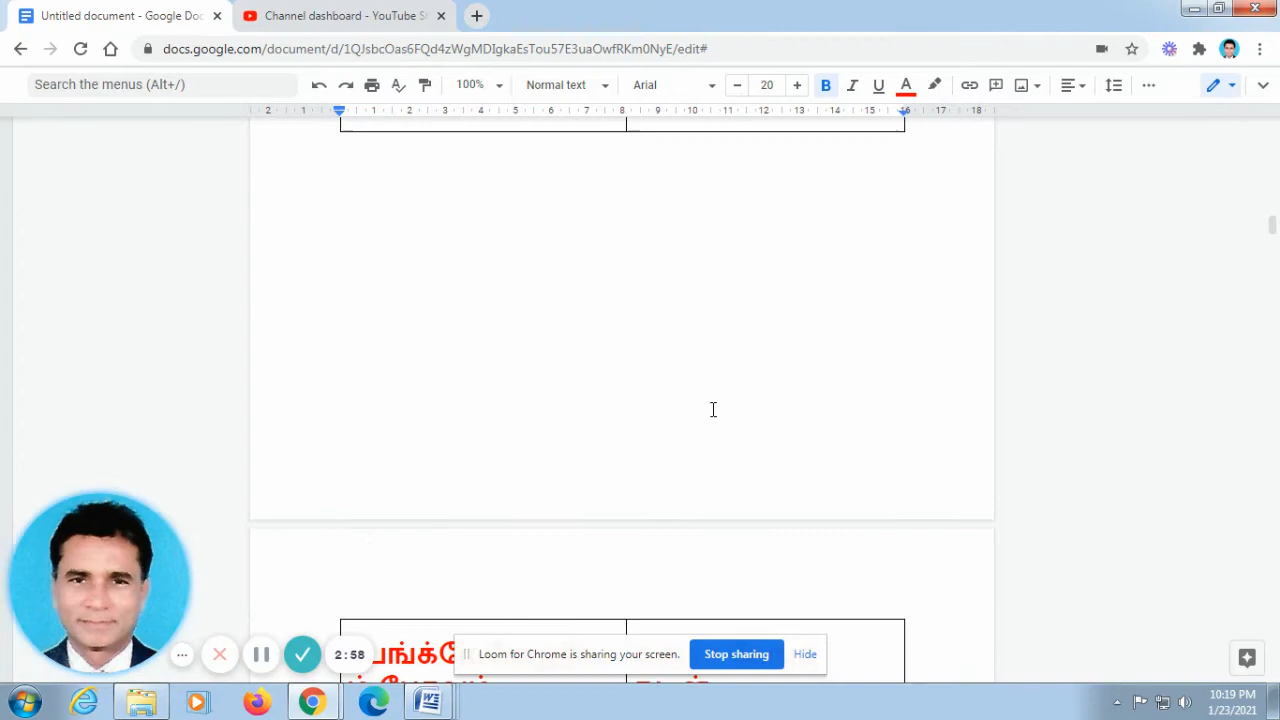 Untitled document - Google Doc
Channel dashboard - YouTube St
docs.google.com/document/d/1QJsbcOas6FQd4zWgMDIgkaEsTou57E3uaOwfRKm0NyE/edit#
Search the menus (Alt+/)
100%
Normal text
Arial
20
B
I
U
A
2 1 1 2 3 4 5 6 7 8 9 10 11 12 13 14 15 16 17 18
2:58
Loom for Chrome is sharing your screen.
Stop sharing
Hide
10:19 PM
1/23/2021